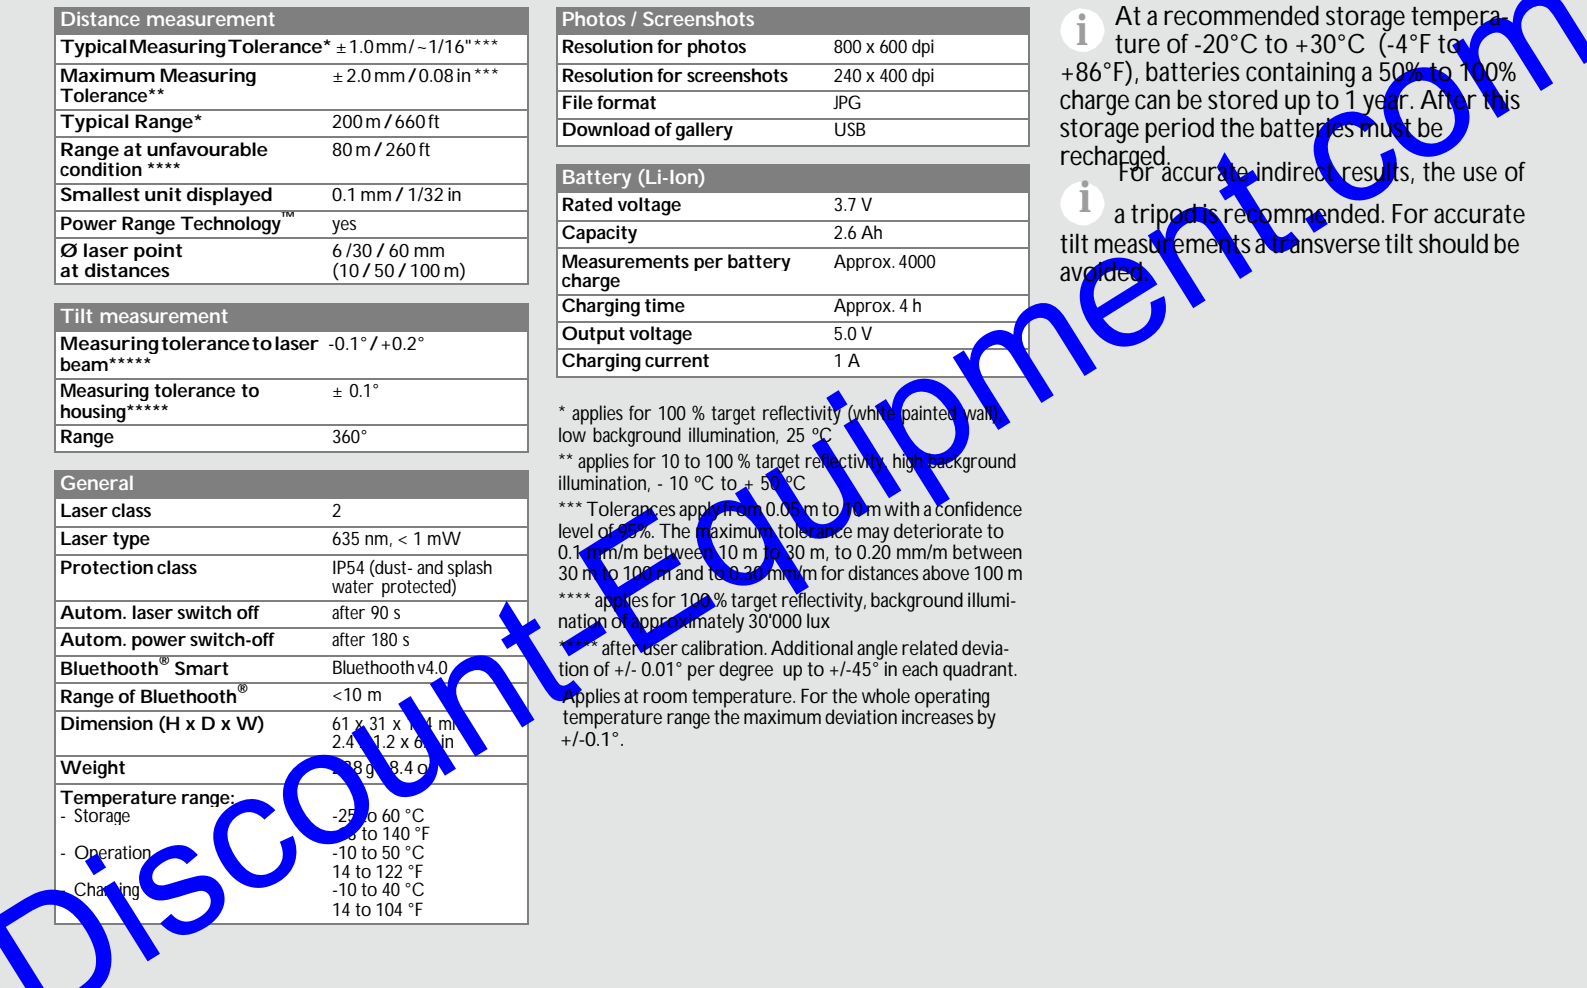 Distance measurement
Typical Measuring Tolerance* ± 1.0 mm / ~1/16" ***
Maximum Measuring ± 2.0 mm / 0.08 in ***
Tolerance**
Typical Range* 200 m / 660 ft
Range at unfavourable 80 m / 260 ft
condition ****
Smallest unit displayed 0.1 mm / 1/32 in
Power Range Technology™ yes
Ø laser point 6 /30 / 60 mm
at distances (10 / 50 / 100 m)
Tilt measurement
Measuring tolerance to laser -0.1° / +0.2°
beam*****
Measuring tolerance to ± 0.1°
housing*****
Range 360°
General
Laser class 2
Laser type 635 nm, < 1 mW
Protection class IP54 (dust- and splash
water protected)
Autom. laser switch off after 90 s
Autom. power switch-off after 180 s
Bluethooth® Smart Bluethooth v4.0
Range of Bluethooth® <10 m
Dimension (H x D x W) 61 x 31 x
2.4 1.2 x in
Weight
Temperature range:
- Storage -25 to 60 °C
to 140 °F
- Operation -10 to 50 °C
14 to 122 °F
- Charging -10 to 40 °C
14 to 104 °F
Photos / Screenshots
Resolution for photos 800 x 600 dpi
Resolution for screenshots 240 x 400 dpi
File format JPG
Download of gallery USB
Battery (Li-Ion)
Rated voltage 3.7 V
Capacity 2.6 Ah
Measurements per battery Approx. 4000
charge
Charging time Approx. 4 h
Output voltage 5.0 V
Charging current 1 A
* applies for 100 % target reflectivity (white painted wall),
low background illumination, 25 ºC
** applies for 10 to 100 % target reflectivity, high background
illumination, - 10 ºC to + 50 ºC
*** Tolerances apply from 0.05 m to 10 m with a confidence
level of 95%. The maximum tolerance may deteriorate to
0.1 mm/m between 10 m to 30 m, to 0.20 mm/m between
30 m to 100 m and to 0.30 mm/m for distances above 100 m
**** applies for 100 % target reflectivity, background illumi-
nation of approximately 30'000 lux
***** after user calibration. Additional angle related devia-
tion of +/- 0.01° per degree up to +/-45° in each quadrant.
Applies at room temperature. For the whole operating
temperature range the maximum deviation increases by
+/-0.1°.
i At a recommended storage tempera-
ture of -20°C to +30°C (-4°F to
+86°F), batteries containing a 50% to 100%
charge can be stored up to 1 year. After this
storage period the batteries must be
recharged.
i For accurate indirect results, the use of
a tripod is recommended. For accurate
tilt measurements a transverse tilt should be
avoided.
Discount-Equipment.com